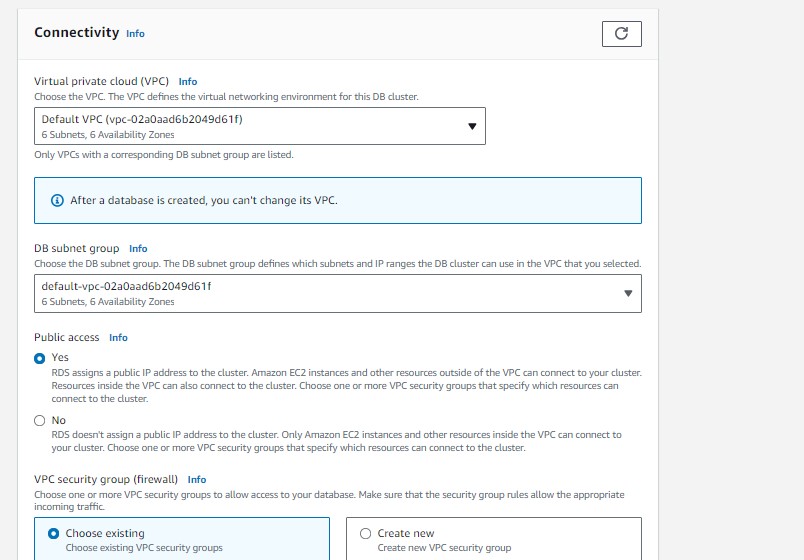 Connectivity Info
Virtual private cloud (VPC) Info
Choose the VPC. The VPC defines the virtual networking environment for this DB cluster.
Default VPC (vpc-02a0aad6b2049d61f)
6 Subnets, 6 Availability Zones
Only VPCs with a corresponding DB subnet group are listed.
After a database is created, you can't change its VPC.
DB subnet group Info
Choose the DB subnet group. The DB subnet group defines which subnets and IP ranges the DB cluster can use in the VPC that you selected.
default-vpc-02a0aad6b2049d61f
6 Subnets, 6 Availability Zones
Public access Info
Yes
RDS assigns a public IP address to the cluster. Amazon EC2 instances and other resources outside of the VPC can connect to your cluster.
Resources inside the VPC can also connect to the cluster. Choose one or more VPC security groups that specify which resources can
connect to the cluster.
No
RDS doesn't assign a public IP address to the cluster. Only Amazon EC2 instances and other resources inside the VPC can connect to
your cluster. Choose one or more VPC security groups that specify which resources can connect to the cluster.
VPC security group (firewall) Info
Choose one or more VPC security groups to allow access to your database. Make sure that the security group rules allow the appropriate
incoming traffic.
Choose existing
Choose existing VPC security groups
Create new
Create new VPC security group